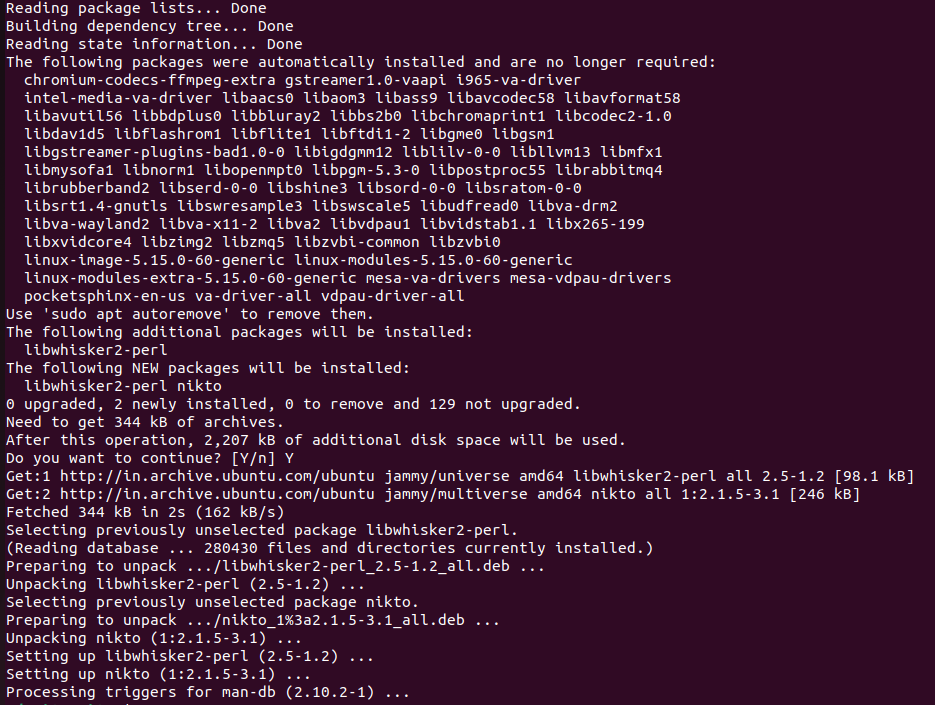 Reading package lists... Done
Building dependency tree... Done
Reading state information... Done
The following packages were automatically installed and are no longer required:
chromium-codecs-ffmpeg-extra gstreamer1.0-vaapi i965-va-driver
intel-media-va-driver libaacs0 libaom3 libass9 libavcodec58 libavformat58
libavutil56 libbdplus0 libbluray2 libbs2b0 libchromaprint1 libcodec2-1.0
libdav1d5 libflashrom1 libflite1 libftdi1-2 libgme0 libgsm1
libgstreamer-plugins-bad1.0-0 libigdgmm12 liblilv-0-0 libllvm13 libmfx1
libmysofa1 libnorm1 libopenmpt0 libpgm-5.3-0 libpostproc55 librabbitmq4
librubberband2 libserd-0-0 libshine3 libsord-0-0 libsratom-0-0
libsrt1.4-gnutls libswresample3 libswscale5 libudfread0 libva-drm2
libva-wayland2 libva-x11-2 libva2 libvdpau1 libvidstab1.1 libx265-199
libxvidcore4 libzimg2 libzmq5 libzvbi-common libzvbi0
linux-image-5.15.0-60-generic linux-modules-5.15.0-60-generic
linux-modules-extra-5.15.0-60-generic mesa-va-drivers mesa-vdpau-drivers
pocketsphinx-en-us va-driver-all vdpau-driver-all
Use 'sudo apt autoremove' to remove them.
The following additional packages will be installed:
libwhisker2-perl
The following NEW packages will be installed:
libwhisker2-perl nikto
0 upgraded, 2 newly installed, 0 to remove and 129 not upgraded.
Need to get 344 kB of archives.
After this operation, 2,207 kB of additional disk space will be used.
Do you want to continue? [Y/n] Y
Get:1 http://in.archive.ubuntu.com/ubuntu jammy/universe amd64 libwhisker2-perl all 2.5-1.2 [98.1 kB]
Get:2 http://in.archive.ubuntu.com/ubuntu jammy/multiverse amd64 nikto all 1:2.1.5-3.1 [246 kB]
Fetched 344 kB in 2s (162 kB/s)
Selecting previously unselected package libwhisker2-perl.
(Reading database ... 280430 files and directories currently installed.)
Preparing to unpack .../libwhisker2-perl_2.5-1.2_all.deb ...
Unpacking libwhisker2-perl (2.5-1.2) ...
Selecting previously unselected package nikto.
Preparing to unpack .../nikto_1%3a2.1.5-3.1_all.deb ...
Unpacking nikto (1:2.1.5-3.1) ...
Setting up libwhisker2-perl (2.5-1.2) ...
Setting up nikto (1:2.1.5-3.1) ...
Processing triggers for man-db (2.10.2-1) ...